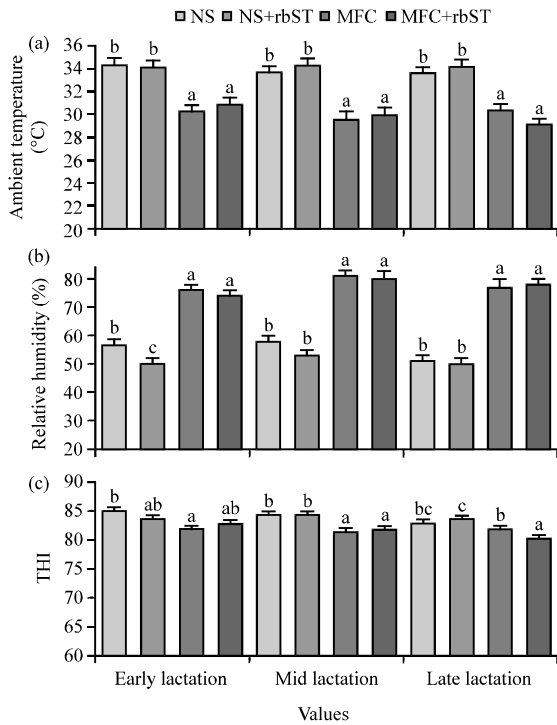 NS NS+rbST MFC MFC+rbST
(a)
Ambient temperature
(°C)
36
34
32
30
28
26
24
22
20
b b a a b b a a b b a a
(b)
Relative humidity (%)
80
70
60
50
40
30
20
b c a a b b a a b b a a
(c)
THI
90
85
80
75
70
65
60
b ab a ab b b a a bc c b a
Early lactation Mid lactation Late lactation
Values